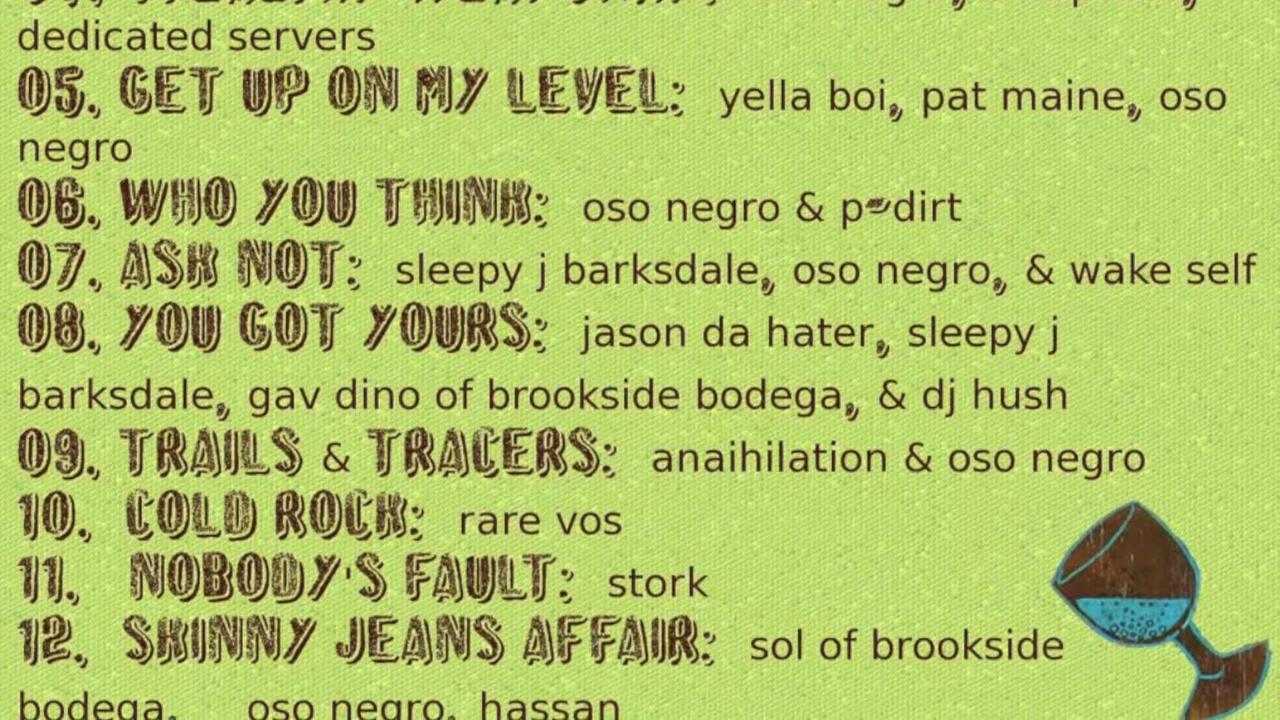 dedicated servers
05. GET UP ON MY LEVEL: yella boi, pat maine, oso
negro
06. WHO YOU THINK: oso negro & p-dirt
07. ASK NOT: sleepy j barksdale, oso negro, & wake self
08. YOU GOT YOURS: jason da hater, sleepy j
barksdale, gav dino of brookside bodega, & dj hush
09. TRAILS & TRACERS: anaihilation & oso negro
10. COLD ROCK: rare vos
11. NOBODY'S FAULT: stork
12. SKINNY JEANS AFFAIR: sol of brookside
bodega, oso negro, hassan